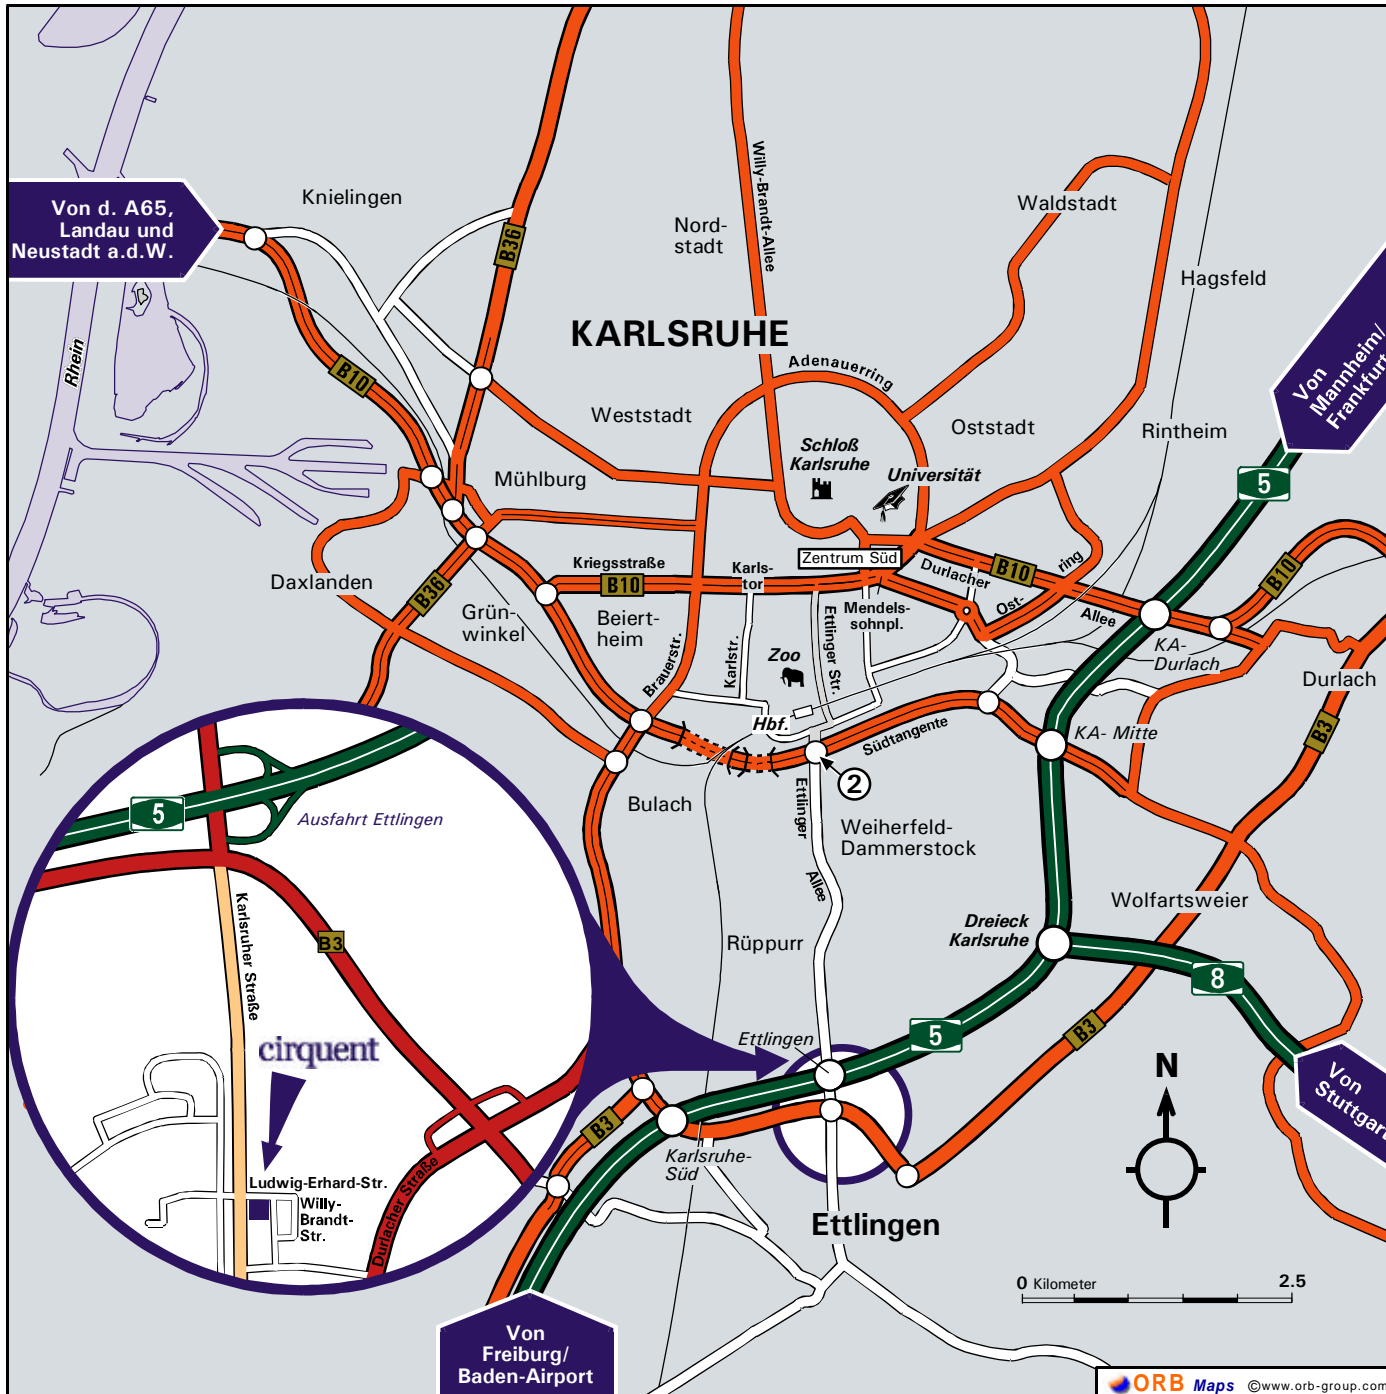 Von d. A65,
Landau und
Neustadt a.d.W.
Knielingen
B36
Willy-Brandt-Allee
Nord-
stadt
Waldstadt
Hagsfeld
Von
Mannheim/
Frankfurt
KARLSRUHE
Rhein
B10
Adenauerring
Weststadt
Oststadt
Rintheim
Schloß
Karlsruhe
Universität
Mühlburg
5
Zentrum Süd
Kriegsstraße
B10
Karls-
tor
Durlacher
B10
Allee
Ost-
ring
B10
Daxlanden
B36
Grün-
winkel
Beiert-
heim
Mendels-
sohnpl.
Ettlinger Str.
Karlstr.
Brauerstr.
Zoo
KA-
Durlach
Durlach
B3
Hbf.
Südtangente
KA- Mitte
2
Bulach
Ettlinger
Allee
Weiherfeld-
Dammerstock
5
Ausfahrt Ettlingen
Karlsruher Straße
B3
Wolfartsweier
Dreieck
Karlsruhe
Rüppurr
8
5
B3
Ettlingen
Von
Stuttgart
N
cirquent
B3
Karlsruhe-
Süd
Ludwig-Erhard-Str.
Willy-
Brandt-
Str.
Durlacher Straße
Ettlingen
0 Kilometer 2.5
Von
Freiburg/
Baden-Airport
ORB Maps ©www.orb-group.com